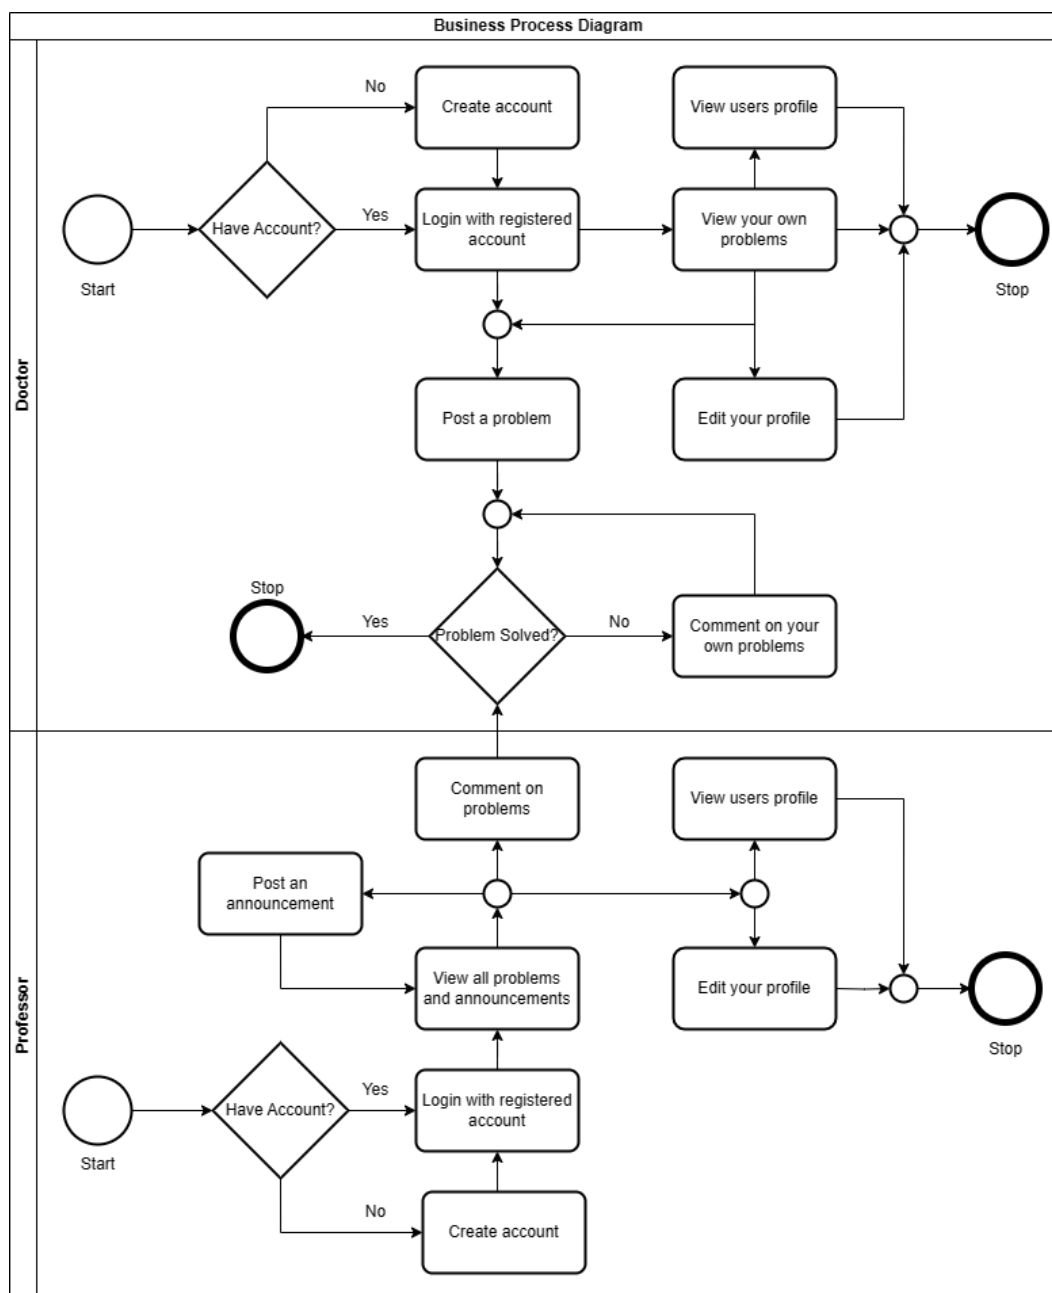 Business Process Diagram
Doctor
No
Create account
View users profile
Have Account?
Yes
Login with registered
account
View your own
problems
Start
Stop
Post a problem
Edit your profile
Stop
Yes
Problem Solved?
No
Comment on your
own problems
Professor
Comment on
problems
View users profile
Post an
announcement
View all problems
and announcements
Edit your profile
Stop
Have Account?
Yes
Login with registered
account
Start
No
Create account